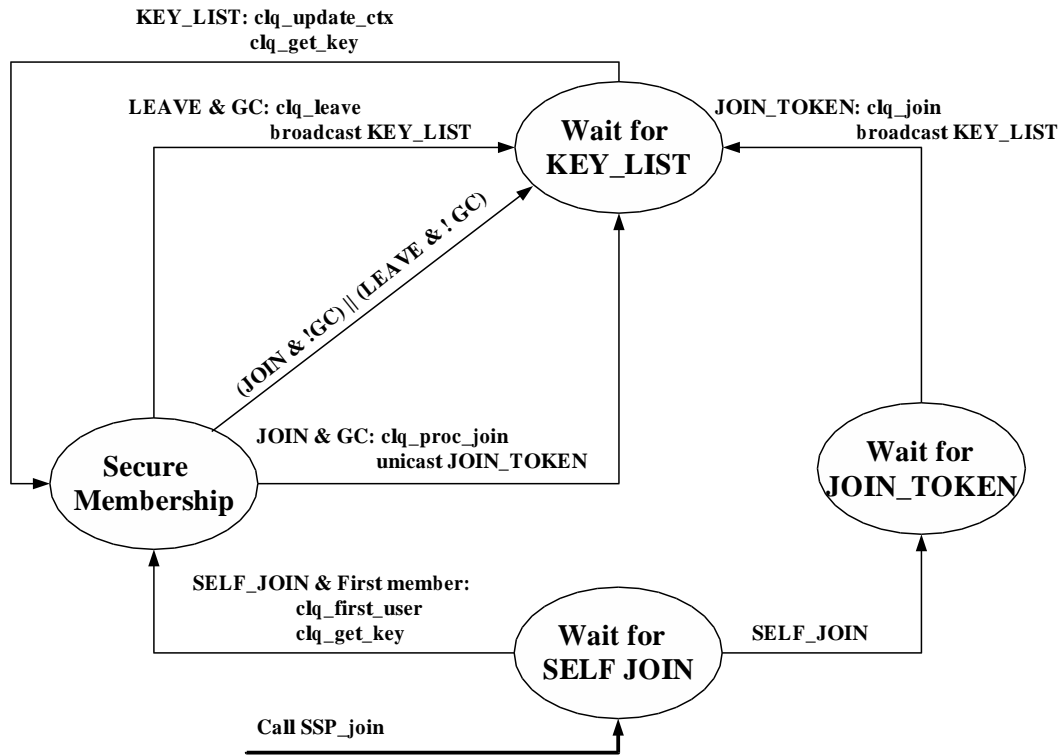 KEY_LIST: clq_update_ctx
clq_get_key
LEAVE & GC: clq_leave
broadcast KEY_LIST
Wait for
KEY_LIST
JOIN_TOKEN: clq_join
broadcast KEY_LIST
(JOIN & !GC) || (LEAVE & ! GC)
JOIN & GC: clq_proc_join
unicast JOIN_TOKEN
Secure
Membership
Wait for
JOIN_TOKEN
SELF_JOIN & First member:
clq_first_user
clq_get_key
Wait for
SELF JOIN
SELF_JOIN
Call SSP_join